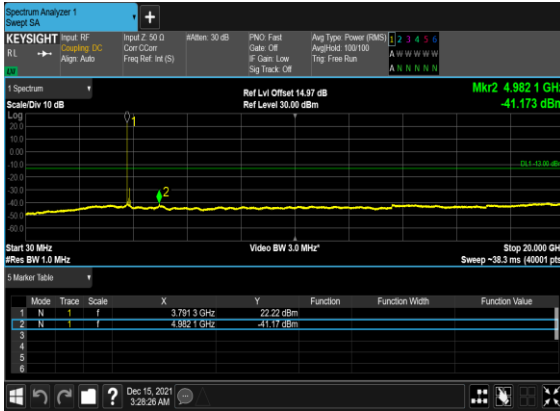 Spectrum Analyzer 1
Swept SA
+
KEYSIGHT Input: RF Input Z: 50 Ω #Atten: 30 dB PNO: Fast Avg Type: Power (RMS) 1 2 3 4 5 6
RL Coupling: DC Corr CCorr Gate: Off Avg|Hold: 100/100 A W W W W W
Align: Auto Freq Ref: Int (S) IF Gain: Low Trig: Free Run
Sig Track: Off A N N N N N
1 Spectrum Ref Lvl Offset 14.97 dB Mkr2 4.982 1 GHz
Scale/Div 10 dB Ref Level 30.00 dBm -41.173 dBm
Log
20.0
10.0
0.00
-10.0
DL1 -13.00 dBm
-20.0
-30.0
-40.0
-50.0
-60.0
1
2
Start 30 MHz Video BW 3.0 MHz* Stop 20.000 GHz
#Res BW 1.0 MHz Sweep ~38.3 ms (40001 pts)
5 Marker Table
Mode Trace Scale X Y Function Function Width Function Value
1 N 1 f 3.791 3 GHz 22.22 dBm
2 N 1 f 4.982 1 GHz -41.17 dBm
3
4
5
6
? Dec 15, 2021
3:28:26 AM